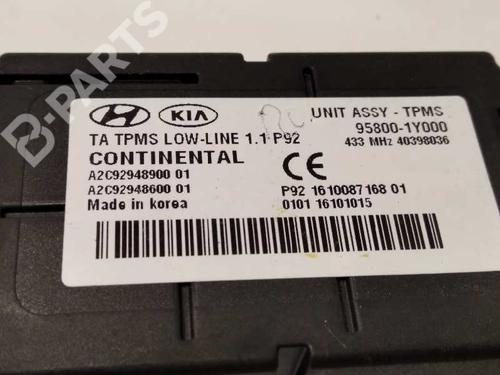 KIA
UNIT ASSY - TPMS
TA TPMS LOW-LINE 1.1 P92
95800-1Y000
CONTINENTAL
433 MHz 40398036
A2C92948900 01
A2C92948600 01
CE
P92 1610087168 01
Made in korea
0101 16101015
B-PARTS